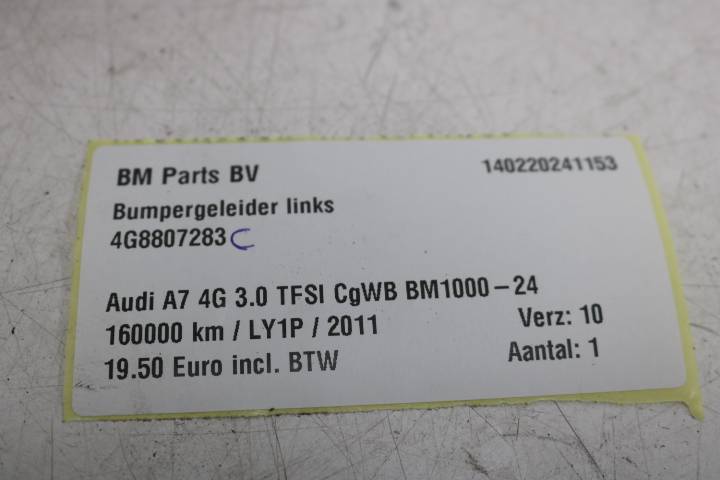 BM Parts BV 140220241153
Bumpergeleider links
4G8807283C
Audi A7 4G 3.0 TFSI CgWB BM1000-24
160000 km / LY1P / 2011 Verz: 10
19.50 Euro incl. BTW Aantal: 1